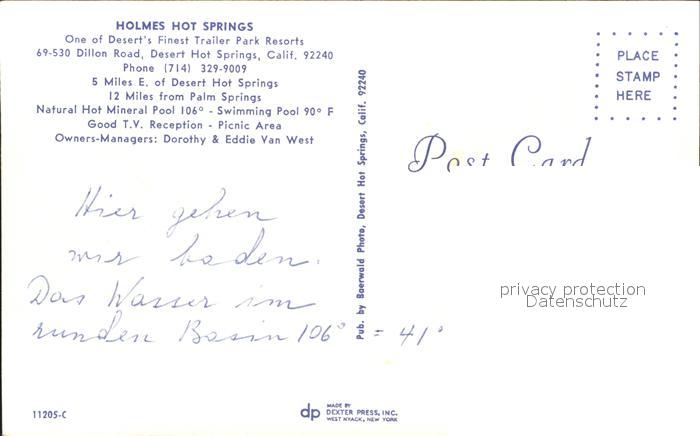 HOLMES HOT SPRINGS
One of Desert's Finest Trailer Park Resorts
69-530 Dillon Road, Desert Hot Springs, Calif. 92240
Phone (714) 329-9009
5 Miles E. of Desert Hot Springs
12 Miles from Palm Springs
Natural Hot Mineral Pool 106° - Swimming Pool 90° F
Good T.V. Reception - Picnic Area
Owners-Managers: Dorothy & Eddie Van West
Hier gehen
wir baden.
Das Wasser im
runden Basin 106° = 41°
11205-C
Pub. by Baerwald Photo, Desert Hot Springs, Calif. 92240
dp
MADE BY
DEXTER PRESS, INC.
WEST NYACK, NEW YORK
PLACE
STAMP
HERE
Post Card
privacy protection
Datenschutz